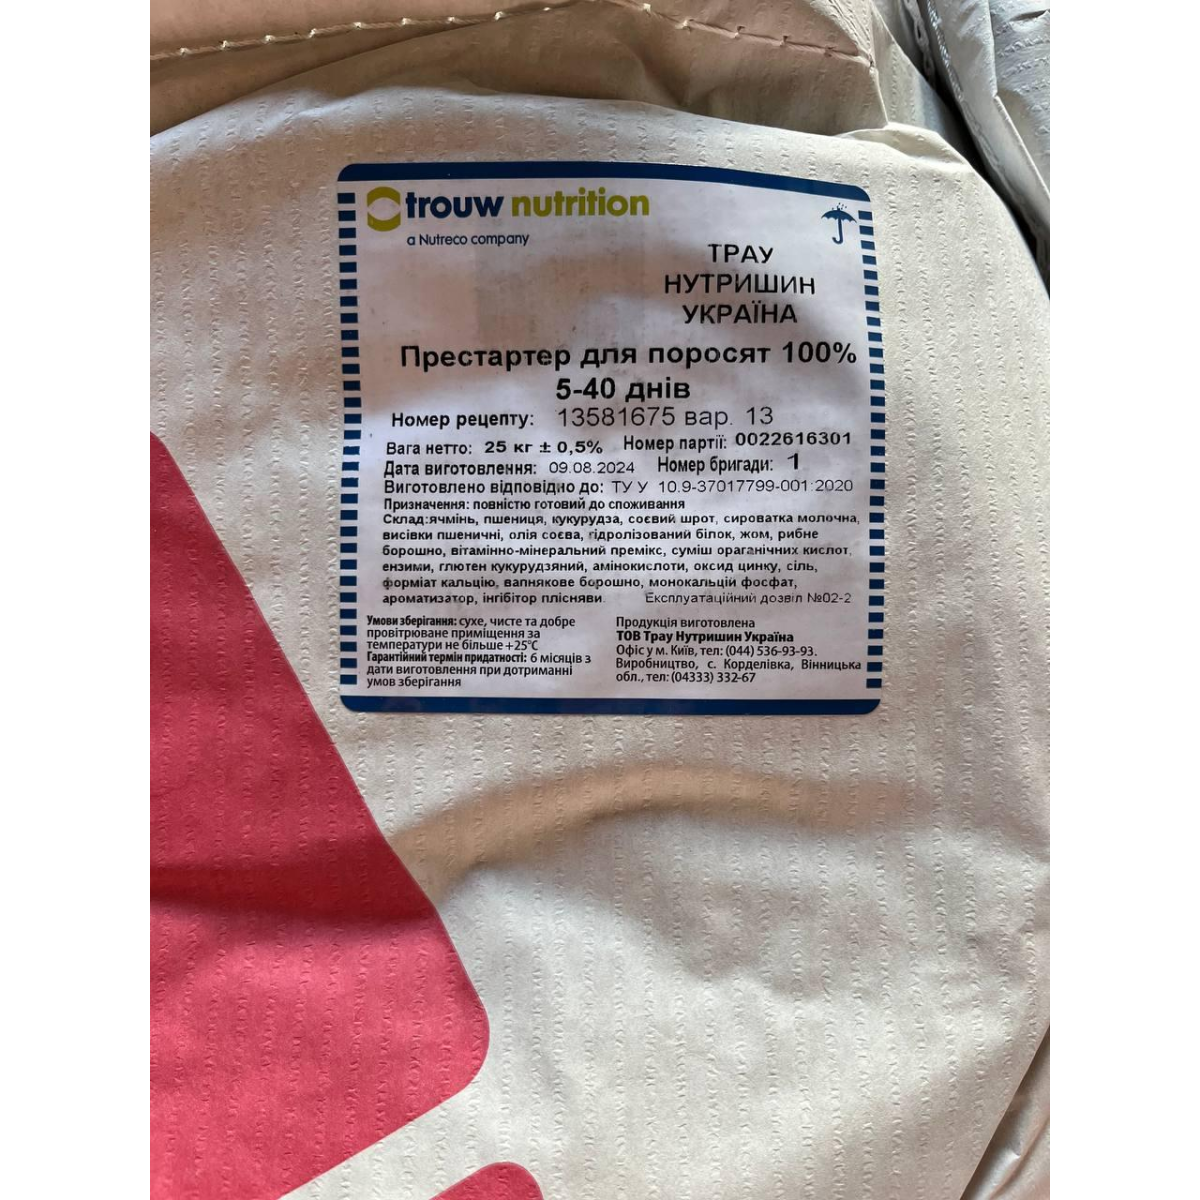 trouw nutrition
a Nutreco company
ТРАУ
НУТРИШИН
УКРАЇНА
Престартер для поросят 100%
5-40 днів
Номер рецепту: 13581675 вар. 13
Вага нетто: 25 кг ± 0,5% Номер партії: 0022616301
Дата виготовлення: 09.08.2024 Номер бригади: 1
Виготовлено відповідно до: ТУ У 10.9-37017799-001:2020
Призначення: повністю готовий до споживання
Склад:ячмінь, пшениця, кукурудза, соєвий шрот, сироватка молочна,
висівки пшеничні, олія соєва, гідролізований білок, жом, рибне
борошно, вітамінно-мінеральний премікс, суміш ораганічних кислот,
ензими, глютен кукурудзяний, амінокислоти, оксид цинку, сіль,
форміат кальцію, вапнякове борошно, монокальцій фосфат,
ароматизатор, інгібітор плісняви. Експлуатаційний дозвіл №02-2
Умови зберігання: сухе, чисте та добре
провітрюване приміщення за
температури не більше +25°С
Гарантійний термін придатності: 6 місяців з
дати виготовлення при дотриманні
умов зберігання
Продукція виготовлена
ТОВ Трау Нутришин Україна
Офіс у м. Київ, тел: (044) 536-93-93.
Виробництво, с. Корделівка, Вінницька
обл., тел: (04333) 332-67